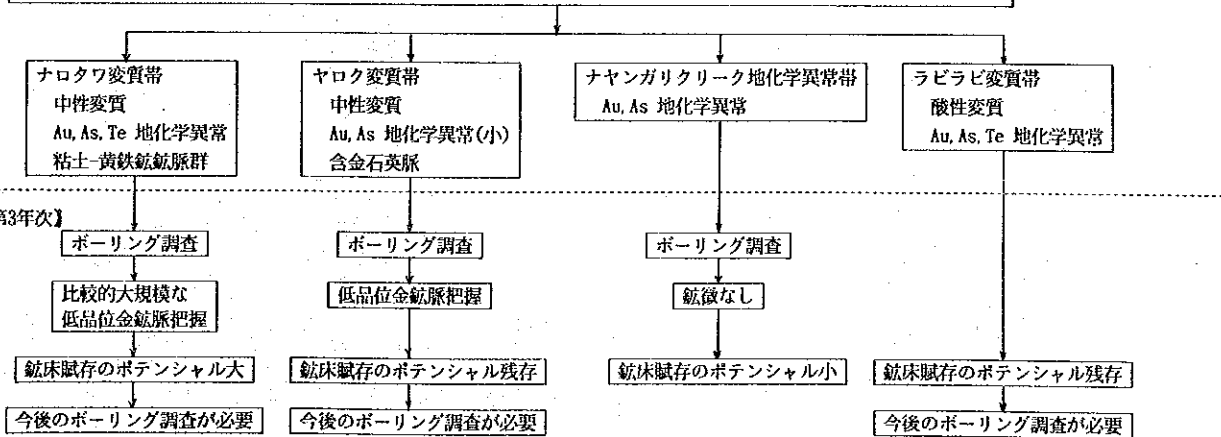 ナロタワ変質帯
中性変質
Au, As, Te 地化学異常
粘土-黄鉄鉱鉱脈群
ヤロク変質帯
中性変質
Au, As 地化学異常(小)
含金石英脈
ナヤンガリクリーク地化学異常帯
Au, As 地化学異常
ラビラビ変質帯
酸性変質
Au, As, Te 地化学異常
第3年次】
ボーリング調査
比較的大規模な
低品位金鉱脈把握
鉱床賦存のポテンシャル大
今後のボーリング調査が必要
ボーリング調査
低品位金鉱脈把握
鉱床賦存のポテンシャル残存
今後のボーリング調査が必要
ボーリング調査
鉱徴なし
鉱床賦存のポテンシャル小
鉱床賦存のポテンシャル残存
今後のボーリング調査が必要